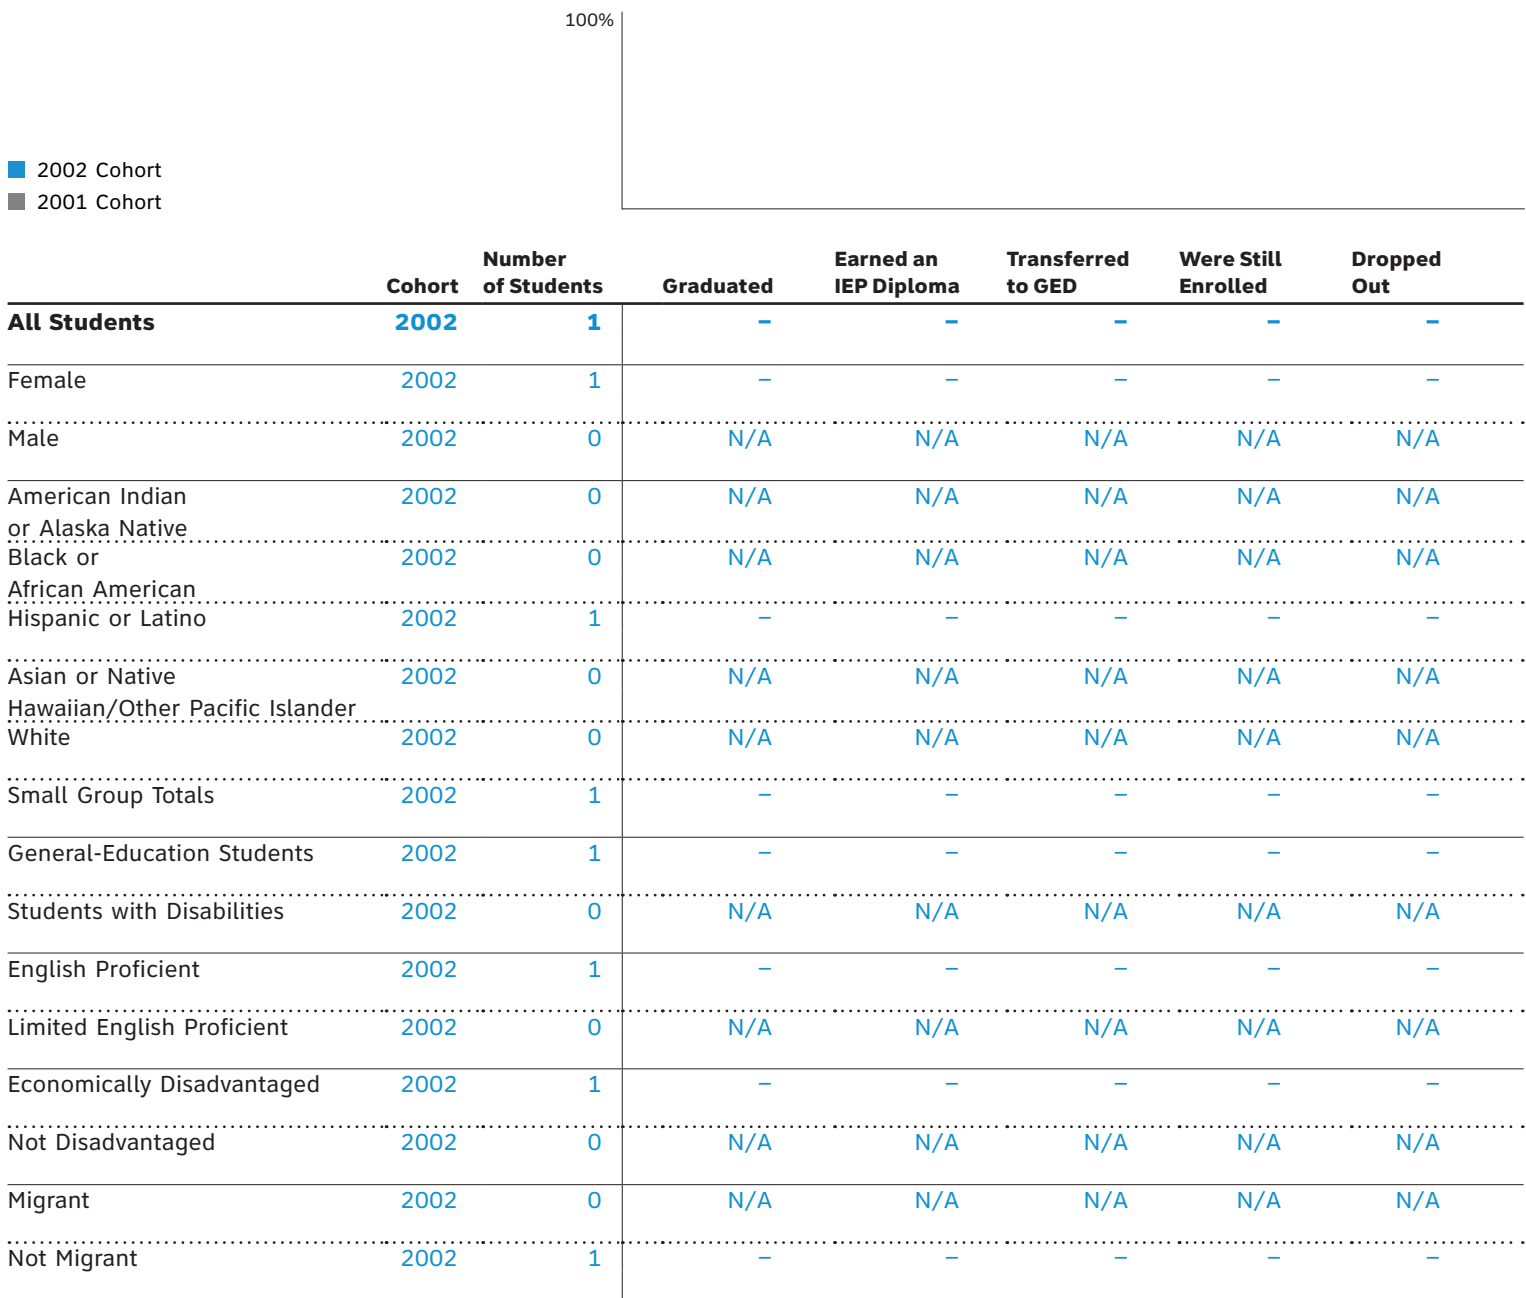 100%
2002 Cohort
2001 Cohort
Cohort Number of Students Graduated Earned an IEP Diploma Transferred to GED Were Still Enrolled Dropped Out
All Students 2002 1 – – – – –
Female 2002 1 – – – – –
Male 2002 0 N/A N/A N/A N/A N/A
American Indian 2002 0 N/A N/A N/A N/A N/A
or Alaska Native
Black or 2002 0 N/A N/A N/A N/A N/A
African American
Hispanic or Latino 2002 1 – – – – –
Asian or Native 2002 0 N/A N/A N/A N/A N/A
Hawaiian/Other Pacific Islander
White 2002 0 N/A N/A N/A N/A N/A
Small Group Totals 2002 1 – – – – –
General-Education Students 2002 1 – – – – –
Students with Disabilities 2002 0 N/A N/A N/A N/A N/A
English Proficient 2002 1 – – – – –
Limited English Proficient 2002 0 N/A N/A N/A N/A N/A
Economically Disadvantaged 2002 1 – – – – –
Not Disadvantaged 2002 0 N/A N/A N/A N/A N/A
Migrant 2002 0 N/A N/A N/A N/A N/A
Not Migrant 2002 1 – – – – –